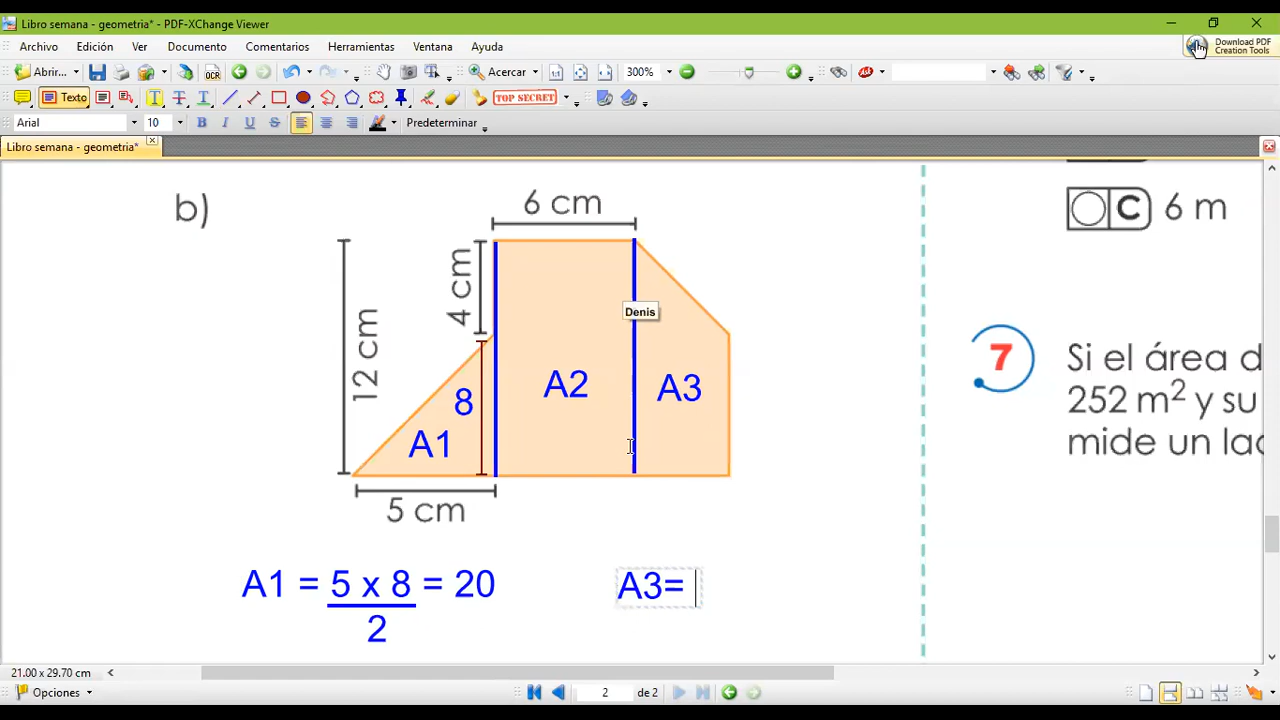 Libro semana - geometria* - PDF-XChange Viewer
Archivo Edición Ver Documento Comentarios Herramientas Ventana Ayuda
Download PDF
Creation Tools
Abrir... OCR Acercar 300%
Texto TOP SECRET
Arial 10 B I U S Predeterminar
Libro semana - geometria*
b)
6 cm
C 6 m
4 cm
12 cm
Denis
A2
A3
8
A1
5 cm
7
Si el área d
252 m² y su
mide un la
A1 = 5 x 8 = 20
2
A3=
21.00 x 29.70 cm
Opciones 2 de 2